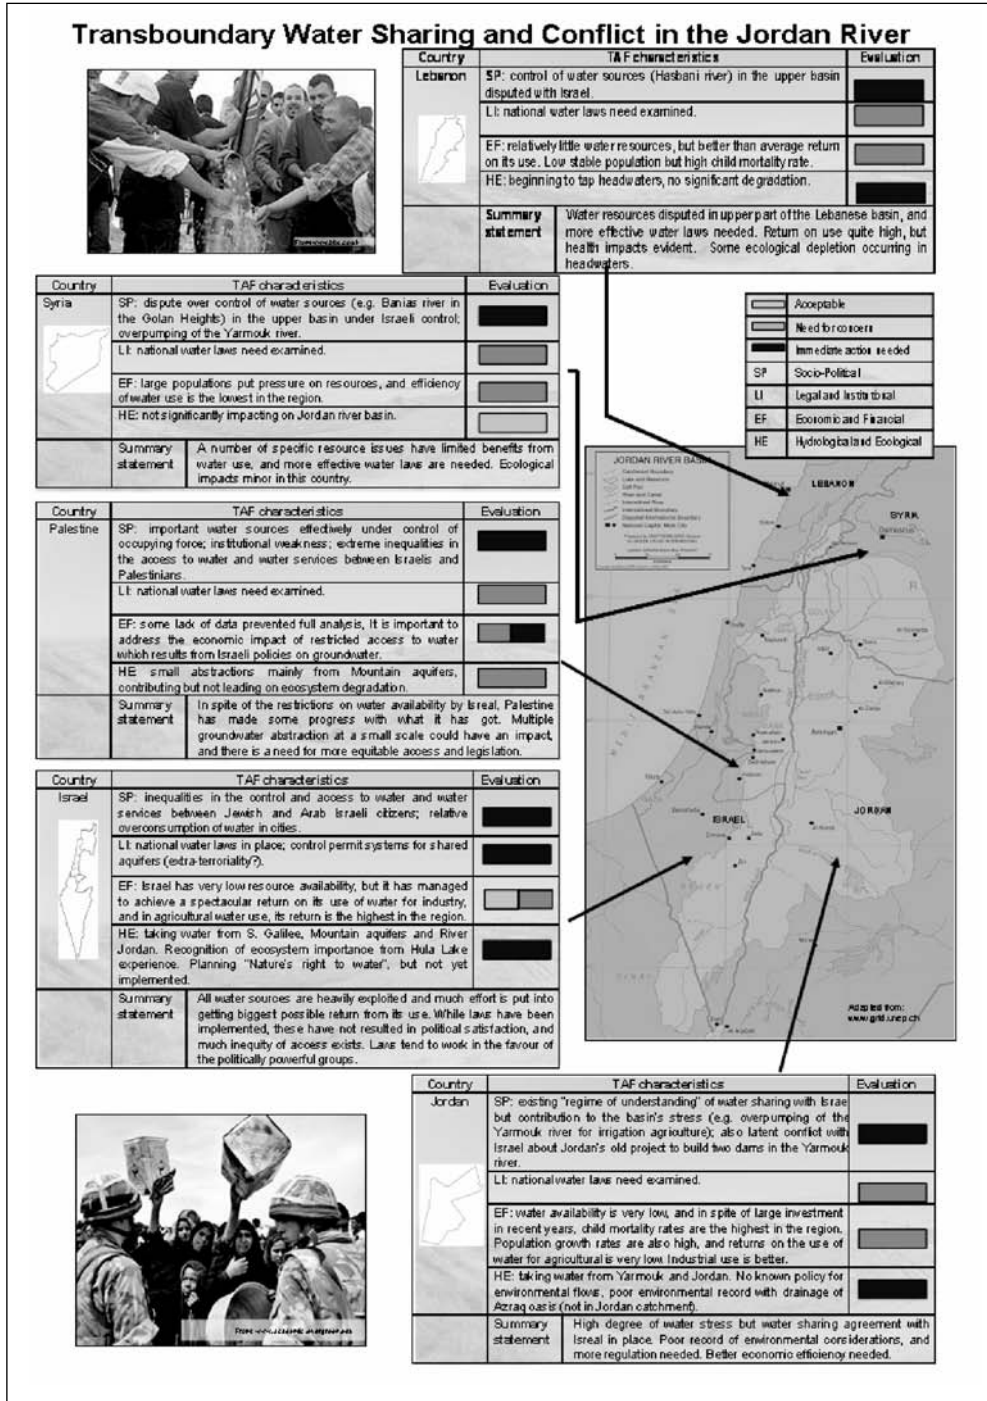 Transboundary Water Sharing and Conflict in the Jordan River
Country TAF characteristics Evaluation
Lebanon SP: control of water sources (Hasbani river) in the upper basin
disputed with Israel.
LI: national water laws need examined.
EF: relatively little water resources, but better than average return
on its use. Low stable population but high child mortality rate.
HE: beginning to tap headwaters, no significant degradation.
Summary Water resources disputed in upper part of the Lebanese basin, and
statement more effective water laws needed. Return on use quite high, but
health impacts evident. Some ecological depletion occurring in
headwaters.
Country TAF characteristics Evaluation
Syria SP: dispute over control of water sources (e.g. Banias river in
the Golan Heights) in the upper basin under Israeli control;
overpumping of the Yarmouk river.
LI: national water laws need examined.
EF: large populations put pressure on resources, and efficiency
of water use is the lowest in the region.
HE: not significantly impacting on Jordan river basin.
Summary A number of specific resource issues have limited benefits from
statement water use, and more effective water laws are needed. Ecological
impacts minor in this country.
Acceptable
Need for concern
Immediate action needed
SP Socio-Political
LI Legal and Institutional
EF Economic and Financial
HE Hydrological and Ecological
Country TAF characteristics Evaluation
Palestine SP: important water sources effectively under control of
occupying force; institutional weakness; extreme inequalities in
the access to water and water services between Israelis and
Palestinians.
LI: national water laws need examined.
EF: some lack of data prevented full analysis, It is important to
address the economic impact of restricted access to water
which results from Israeli policies on groundwater.
HE: small abstractions mainly from Mountain aquifers,
contributing but not leading on ecosystem degradation.
Summary In spite of the restrictions on water availability by Isreal, Palestine
statement has made some progress with what it has got. Multiple
groundwater abstraction at a small scale could have an impact,
and there is a need for more equitable access and legislation.
Country TAF characteristics Evaluation
Israel SP: inequalities in the control and access to water and water
services between Jewish and Arab Israeli citizens; relative
overconsumption of water in cities.
LI: national water laws in place; control permit systems for shared
aquifers (extra-terroriality?).
EF: Israel has very low resource availability, but it has managed
to achieve a spectacular return on its use of water for industry,
and in agricultural water use, its return is the highest in the region.
HE: taking water from S. Galilee, Mountain aquifers and River
Jordan. Recognition of ecosystem importance from Hula Lake
experience. Planning "Nature's right to water", but not yet
implemented.
Summary All water sources are heavily exploited and much effort is put into
statement getting biggest possible return from its use. While laws have been
implemented, these have not resulted in political satisfaction, and
much inequity of access exists. Laws tend to work in the favour of
the politically powerful groups.
JORDAN RIVER BASIN
LEBANON
SYRIA
Damascus
MEDITERRANEAN
Amman
ISRAEL
JORDAN
Adapted from:
www.grid.unep.ch
Country TAF characteristics Evaluation
Jordan SP: existing "regime of understanding" of water sharing with Israe
but contribution to the basin's stress (e.g. overpumping of the
Yarmouk river for irrigation agriculture); also latent conflict with
Israel about Jordan's old project to build two dams in the Yarmouk
river.
LI: national water laws need examined.
EF: water availability is very low, and in spite of large investment
in recent years, child mortality rates are the highest in the region.
Population growth rates are also high, and returns on the use of
water for agricultural is very low. Industrial use is better.
HE: taking water from Yarmouk and Jordan. No known policy for
environmental flows, poor environmental record with drainage of
Azraq oasis (not in Jordan catchment).
Summary High degree of water stress but water sharing agreement with
statement Isreal in place. Poor record of environmental considerations, and
more regulation needed. Better economic efficiency needed.